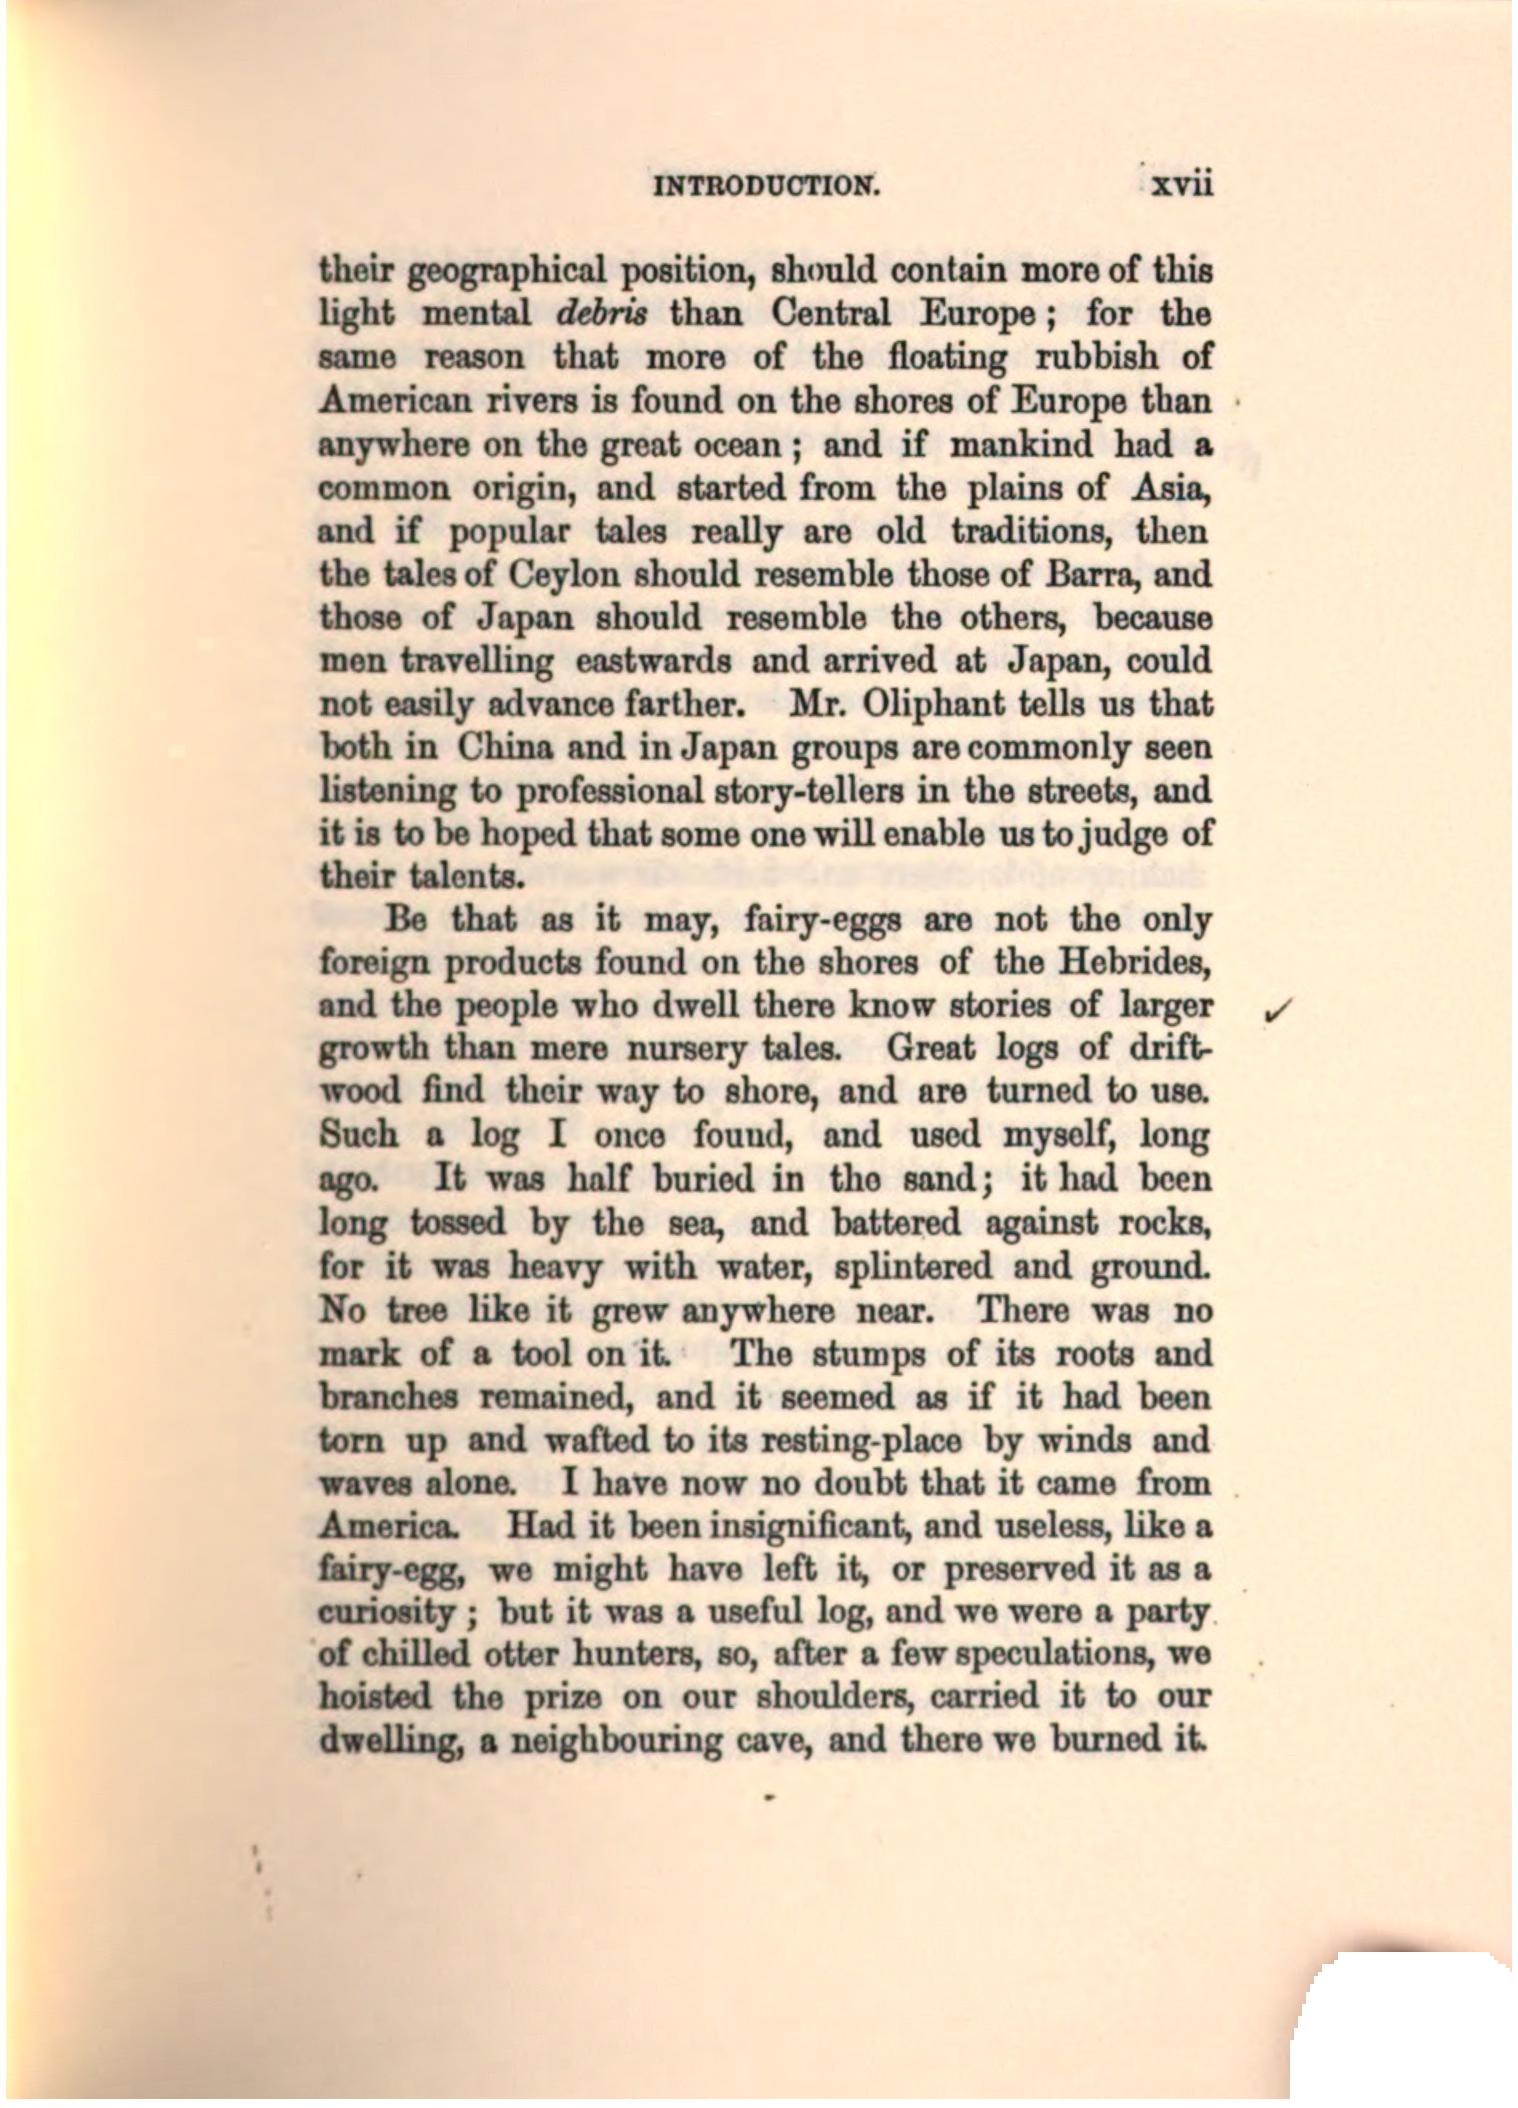 INTRODUCTION. xvii
their geographical position, should contain more of this
light mental debris than Central Europe ; for the
same reason that more of the floating rubbish of
American rivers is found on the shores of Europe than
anywhere on the great ocean ; and if mankind had a
common origin, and started from the plains of Asia,
and if popular tales really are old traditions, then
the tales of Ceylon should resemble those of Barra, and
those of Japan should resemble the others, because
men travelling eastwards and arrived at Japan, could
not easily advance farther. Mr. Oliphant tells us that
both in China and in Japan groups are commonly seen
listening to professional story-tellers in the streets, and
it is to be hoped that some one will enable us to judge of
their talents.
Be that as it may, fairy-eggs are not the only
foreign products found on the shores of the Hebrides,
and the people who dwell there know stories of larger
growth than mere nursery tales. Great logs of drift-
wood find their way to shore, and are turned to use.
Such a log I once found, and used myself, long
ago. It was half buried in the sand; it had been
long tossed by the sea, and battered against rocks,
for it was heavy with water, splintered and ground.
No tree like it grew anywhere near. There was no
mark of a tool on it. The stumps of its roots and
branches remained, and it seemed as if it had been
torn up and wafted to its resting-place by winds and
waves alone. I have now no doubt that it came from
America. Had it been insignificant, and useless, like a
fairy-egg, we might have left it, or preserved it as a
curiosity ; but it was a useful log, and we were a party
of chilled otter hunters, so, after a few speculations, we
hoisted the prize on our shoulders, carried it to our
dwelling, a neighbouring cave, and there we burned it.